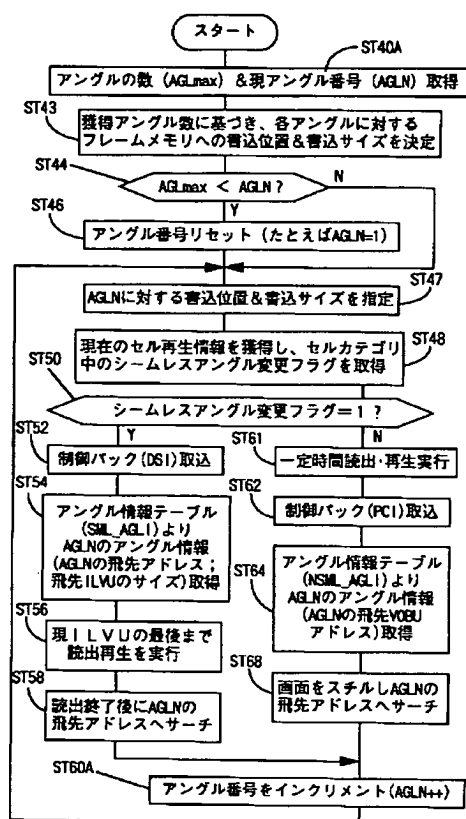 スタート
ST40A
アングルの数 (AGLmax) &現アングル番号 (AGLN) 取得
ST43
獲得アングル数に基づき、各アングルに対する
フレームメモリへの書込位置&書込サイズを決定
ST44
AGLmax < AGLN ?
N
Y
ST46
アングル番号リセット (たとえばAGLN=1)
ST47
AGLNに対する書込位置&書込サイズを指定
ST48
現在のセル再生情報を獲得し、セルカテゴリ
中のシームレスアングル変更フラグを取得
ST50
シームレスアングル変更フラグ=1 ?
Y
N
ST52
制御パック(DSI)取込
ST61
一定時間読出・再生実行
ST62
制御パック(PCI)取込
ST54
アングル情報テーブル
(SML_AGLI)より
AGLNのアングル情報
(AGLNの飛先アドレス;
飛先ILVUのサイズ)取得
ST64
アングル情報テーブル
(NSML_AGLI)より
AGLNのアングル情報
(AGLNの飛先VOBU
アドレス)取得
ST56
現ILVUの最後まで
読出再生を実行
ST58
読出終了後にAGLNの
飛先アドレスへサーチ
ST68
画面をスチルしAGLNの
飛先アドレスへサーチ
ST60A
アングル番号をインクリメント(AGLN++)